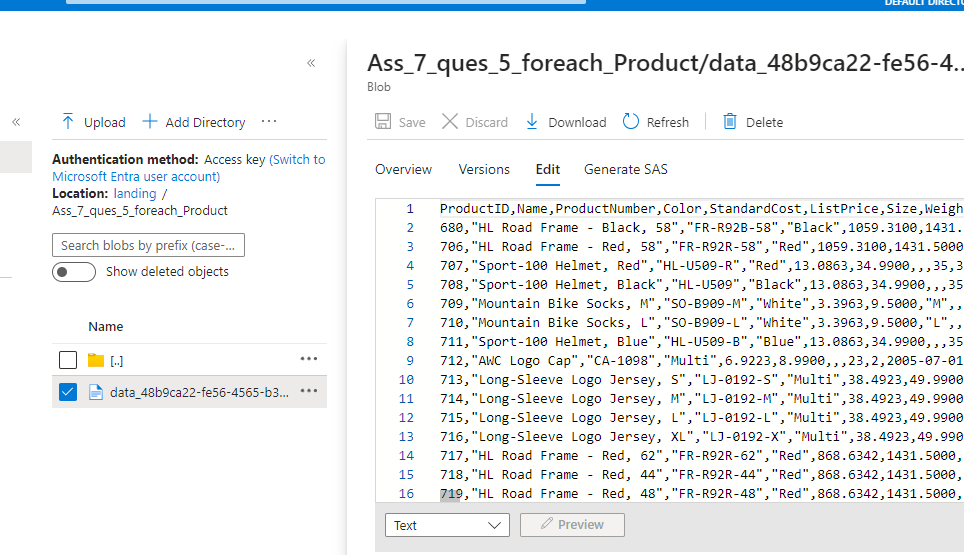 DEFAULT DIRECTO
Ass_7_ques_5_foreach_Product/data_48b9ca22-fe56-4...
Blob
Upload
Add Directory
Save
Discard
Download
Refresh
Delete
Authentication method: Access key (Switch to
Microsoft Entra user account)
Location: landing /
Ass_7_ques_5_foreach_Product
Search blobs by prefix (case-...
Show deleted objects
Name
[..]
data_48b9ca22-fe56-4565-b3...
Overview
Versions
Edit
Generate SAS
1 ProductID,Name,ProductNumber,Color,StandardCost,ListPrice,Size,Weigh
2 680,"HL Road Frame - Black, 58","FR-R92B-58","Black",1059.3100,1431.
3 706,"HL Road Frame - Red, 58","FR-R92R-58","Red",1059.3100,1431.5000
4 707,"Sport-100 Helmet, Red","HL-U509-R","Red",13.0863,34.9900,,,35,3
5 708,"Sport-100 Helmet, Black","HL-U509","Black",13.0863,34.9900,,,35
6 709,"Mountain Bike Socks, M","SO-B909-M","White",3.3963,9.5000,"M",,
7 710,"Mountain Bike Socks, L","SO-B909-L","White",3.3963,9.5000,"L",,
8 711,"Sport-100 Helmet, Blue","HL-U509-B","Blue",13.0863,34.9900,,,35
9 712,"AWC Logo Cap","CA-1098","Multi",6.9223,8.9900,,,23,2,2005-07-01
10 713,"Long-Sleeve Logo Jersey, S","LJ-0192-S","Multi",38.4923,49.9900
11 714,"Long-Sleeve Logo Jersey, M","LJ-0192-M","Multi",38.4923,49.9900
12 715,"Long-Sleeve Logo Jersey, L","LJ-0192-L","Multi",38.4923,49.9900
13 716,"Long-Sleeve Logo Jersey, XL","LJ-0192-X","Multi",38.4923,49.990
14 717,"HL Road Frame - Red, 62","FR-R92R-62","Red",868.6342,1431.5000,
15 718,"HL Road Frame - Red, 44","FR-R92R-44","Red",868.6342,1431.5000,
16 719,"HL Road Frame - Red, 48","FR-R92R-48","Red",868.6342,1431.5000,
Text
Preview